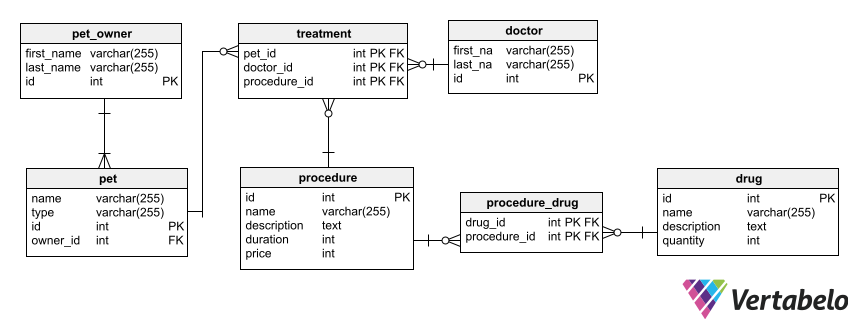 pet_owner
first_name varchar(255)
last_name varchar(255)
id int PK
treatment
pet_id int PK FK
doctor_id int PK FK
procedure_id int PK FK
doctor
first_na varchar(255)
last_na varchar(255)
id int PK
pet
name varchar(255)
type varchar(255)
id int PK
owner_id int FK
procedure
id int PK
name varchar(255)
description text
duration int
price int
procedure_drug
drug_id int PK FK
procedure_id int PK FK
drug
id int PK
name varchar(255)
description text
quantity int
Vertabelo